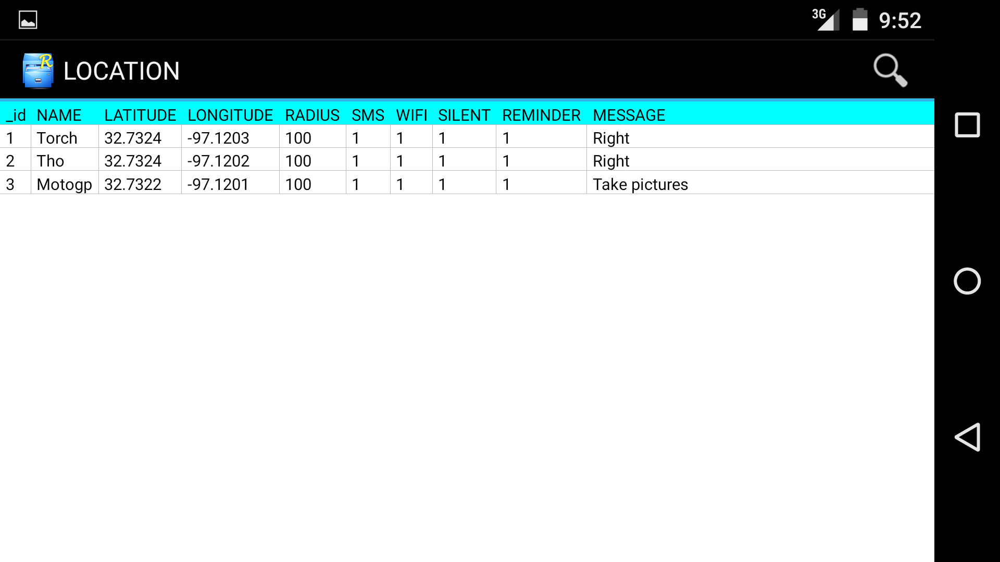 3G 9:52
R LOCATION
_id NAME LATITUDE LONGITUDE RADIUS SMS WIFI SILENT REMINDER MESSAGE
1 Torch 32.7324 -97.1203 100 1 1 1 1 Right
2 Tho 32.7324 -97.1202 100 1 1 1 1 Right
3 Motogp 32.7322 -97.1201 100 1 1 1 1 Take pictures